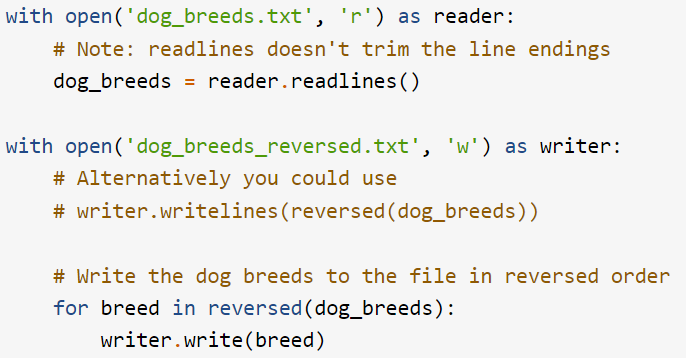 with open('dog_breeds.txt', 'r') as reader:
    # Note: readlines doesn't trim the line endings
    dog_breeds = reader.readlines()

with open('dog_breeds_reversed.txt', 'w') as writer:
    # Alternatively you could use
    # writer.writelines(reversed(dog_breeds))

    # Write the dog breeds to the file in reversed order
    for breed in reversed(dog_breeds):
        writer.write(breed)